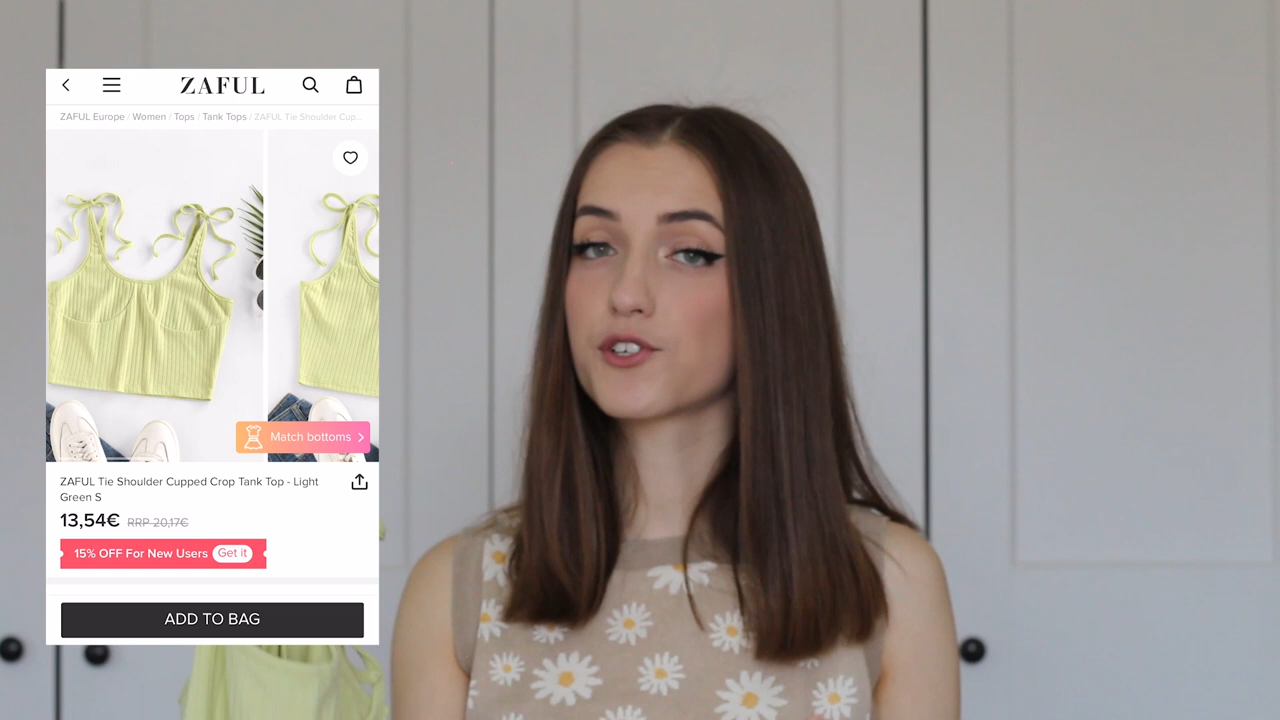 ZAFUL
ZAFUL Europe / Women / Tops / Tank Tops / ZAFUL Tie Shoulder Cup...
Match bottoms
ZAFUL Tie Shoulder Cupped Crop Tank Top - Light
Green S
13,54€ RRP 20,17€
15% OFF For New Users Get it
ADD TO BAG